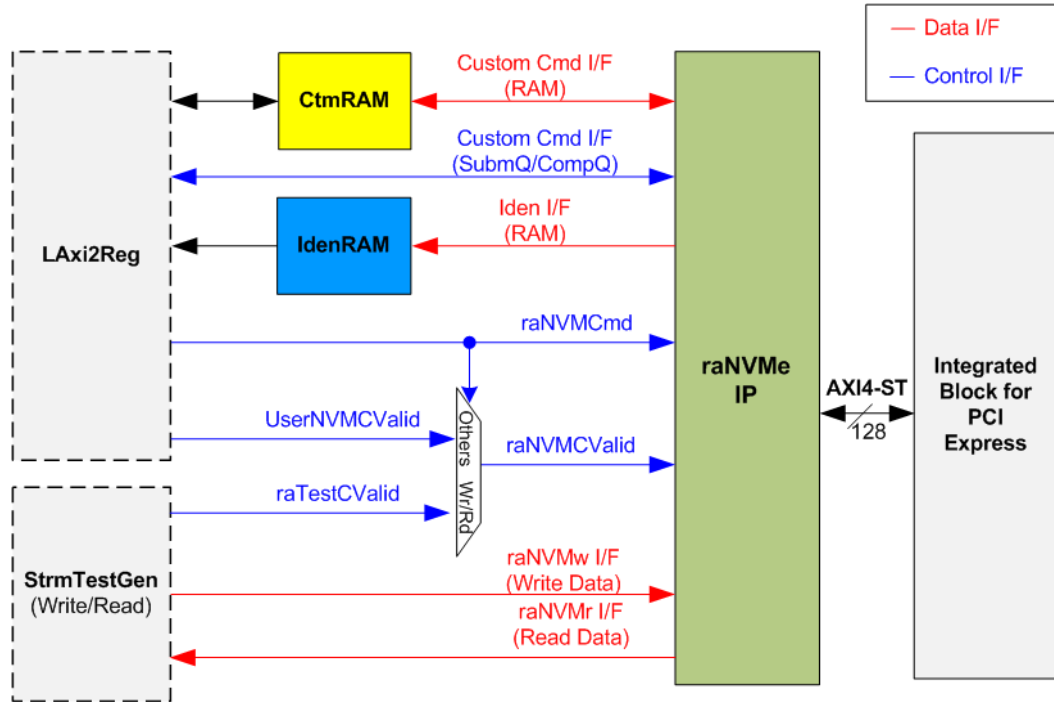 Data I/F
Control I/F
CtmRAM
Custom Cmd I/F
(RAM)
Custom Cmd I/F
(SubmQ/CompQ)
LAxi2Reg
IdenRAM
Iden I/F
(RAM)
raNVMCmd
UserNVMCValid
raTestCValid
Others Wr/Rd
raNVMCValid
raNVMe
IP
AXI4-ST
128
Integrated
Block for
PCI
Express
StrmTestGen
(Write/Read)
raNVMw I/F
(Write Data)
raNVMr I/F
(Read Data)